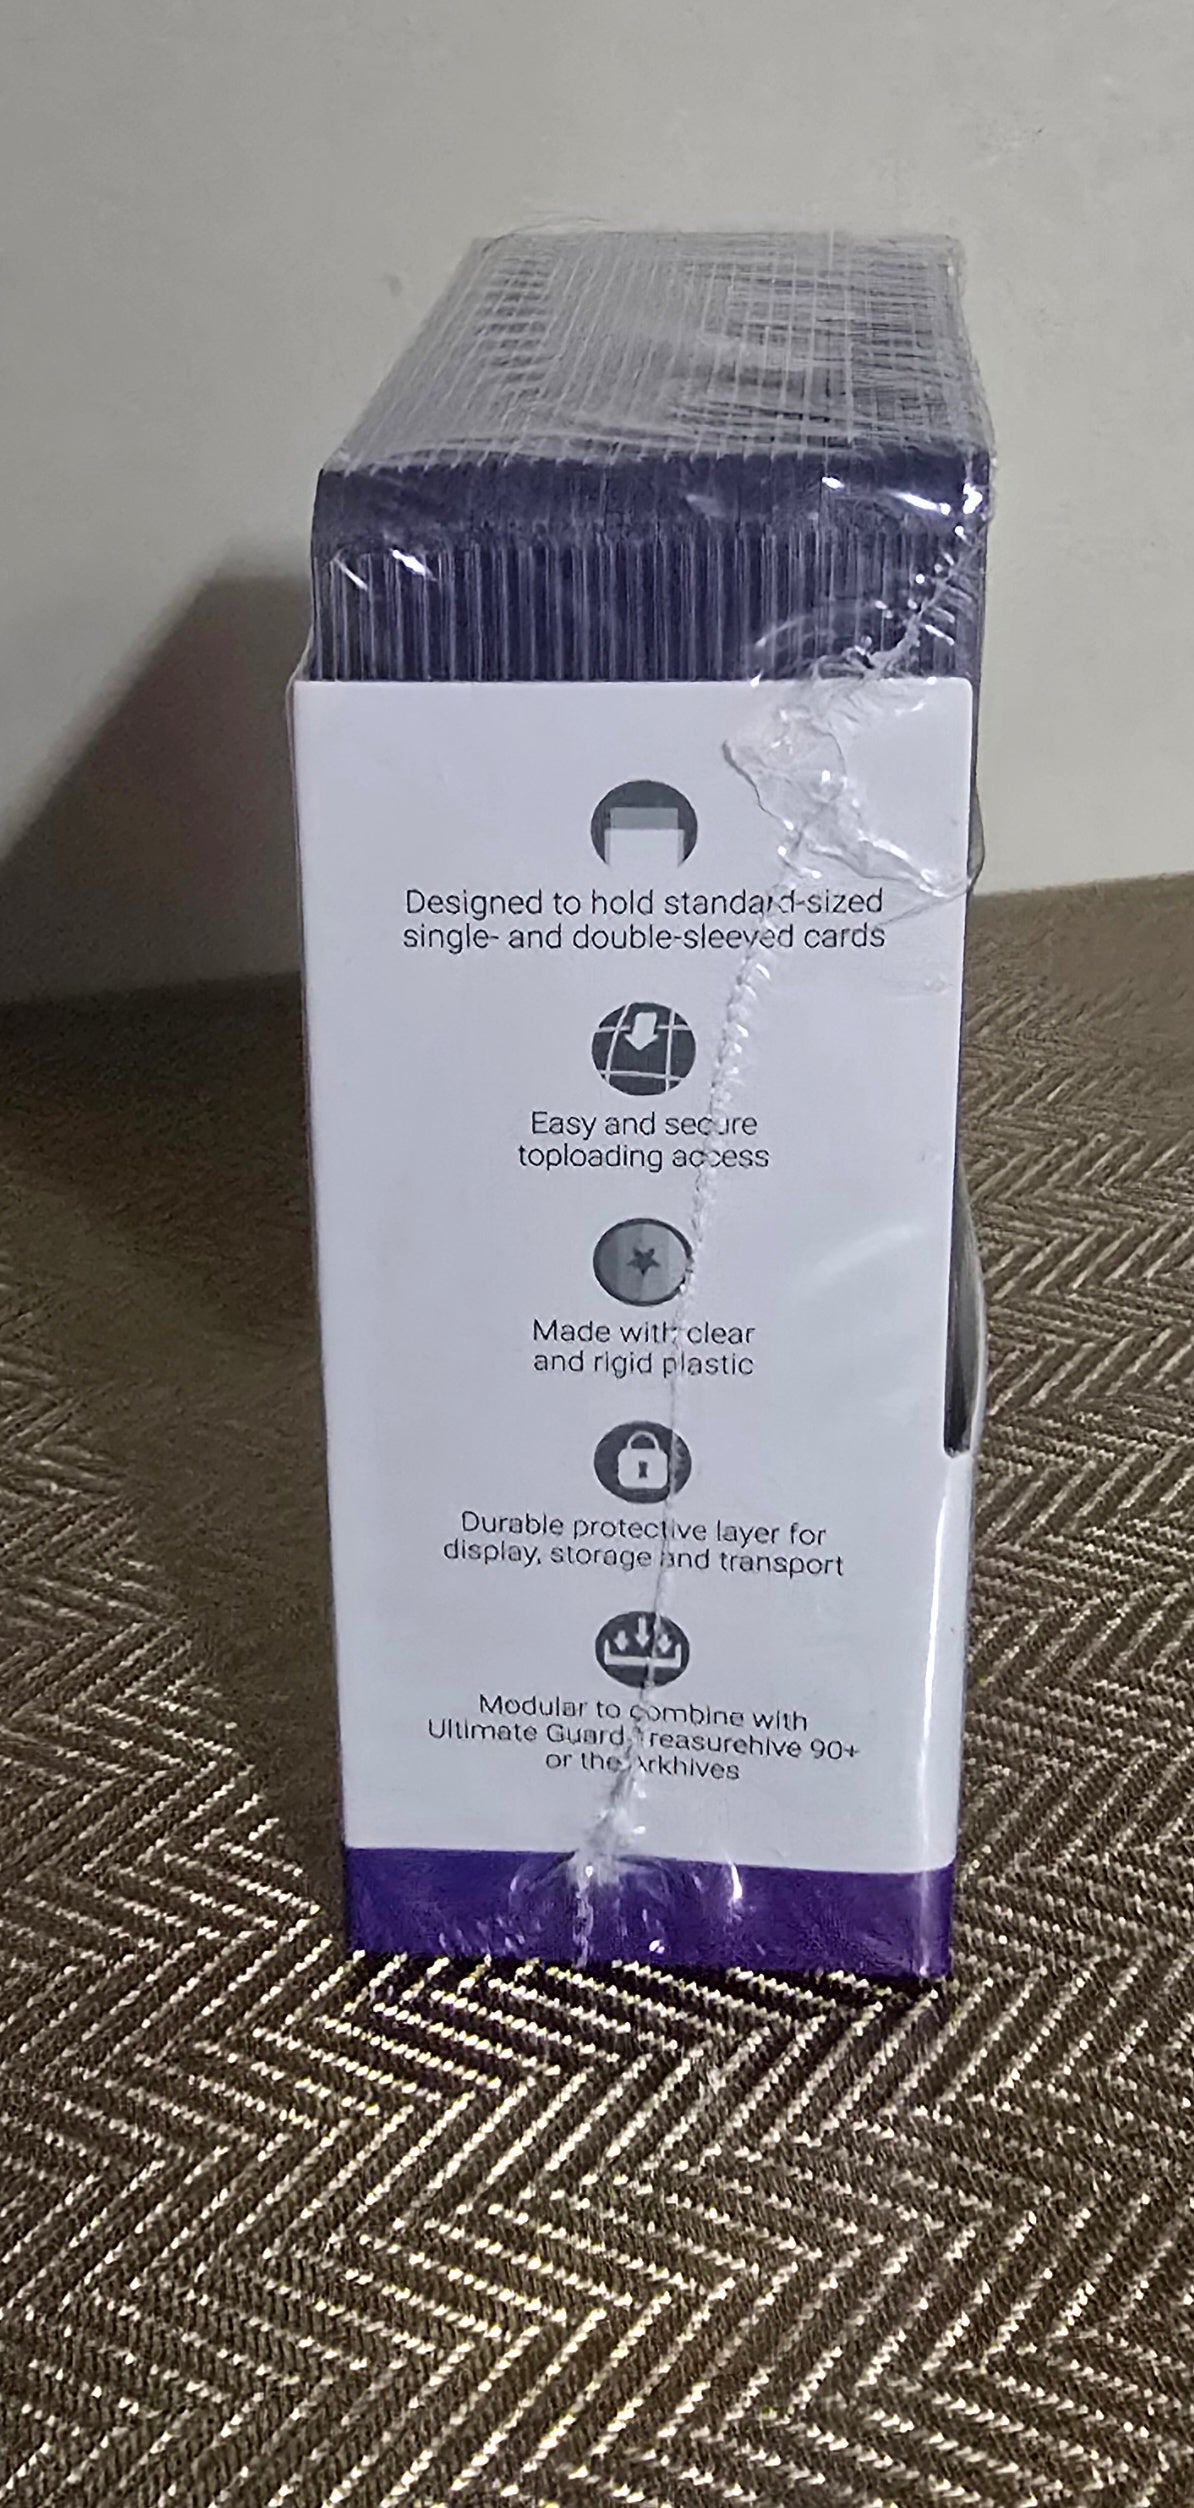 Designed to hold standard-sized
single- and double-sleeved cards
Easy and secure
toploading access
Made with clear
and rigid plastic
Durable protective layer for
display, storage and transport
Modular to combine with
Ultimate Guard Treasurehive 90+
or the Arkhives